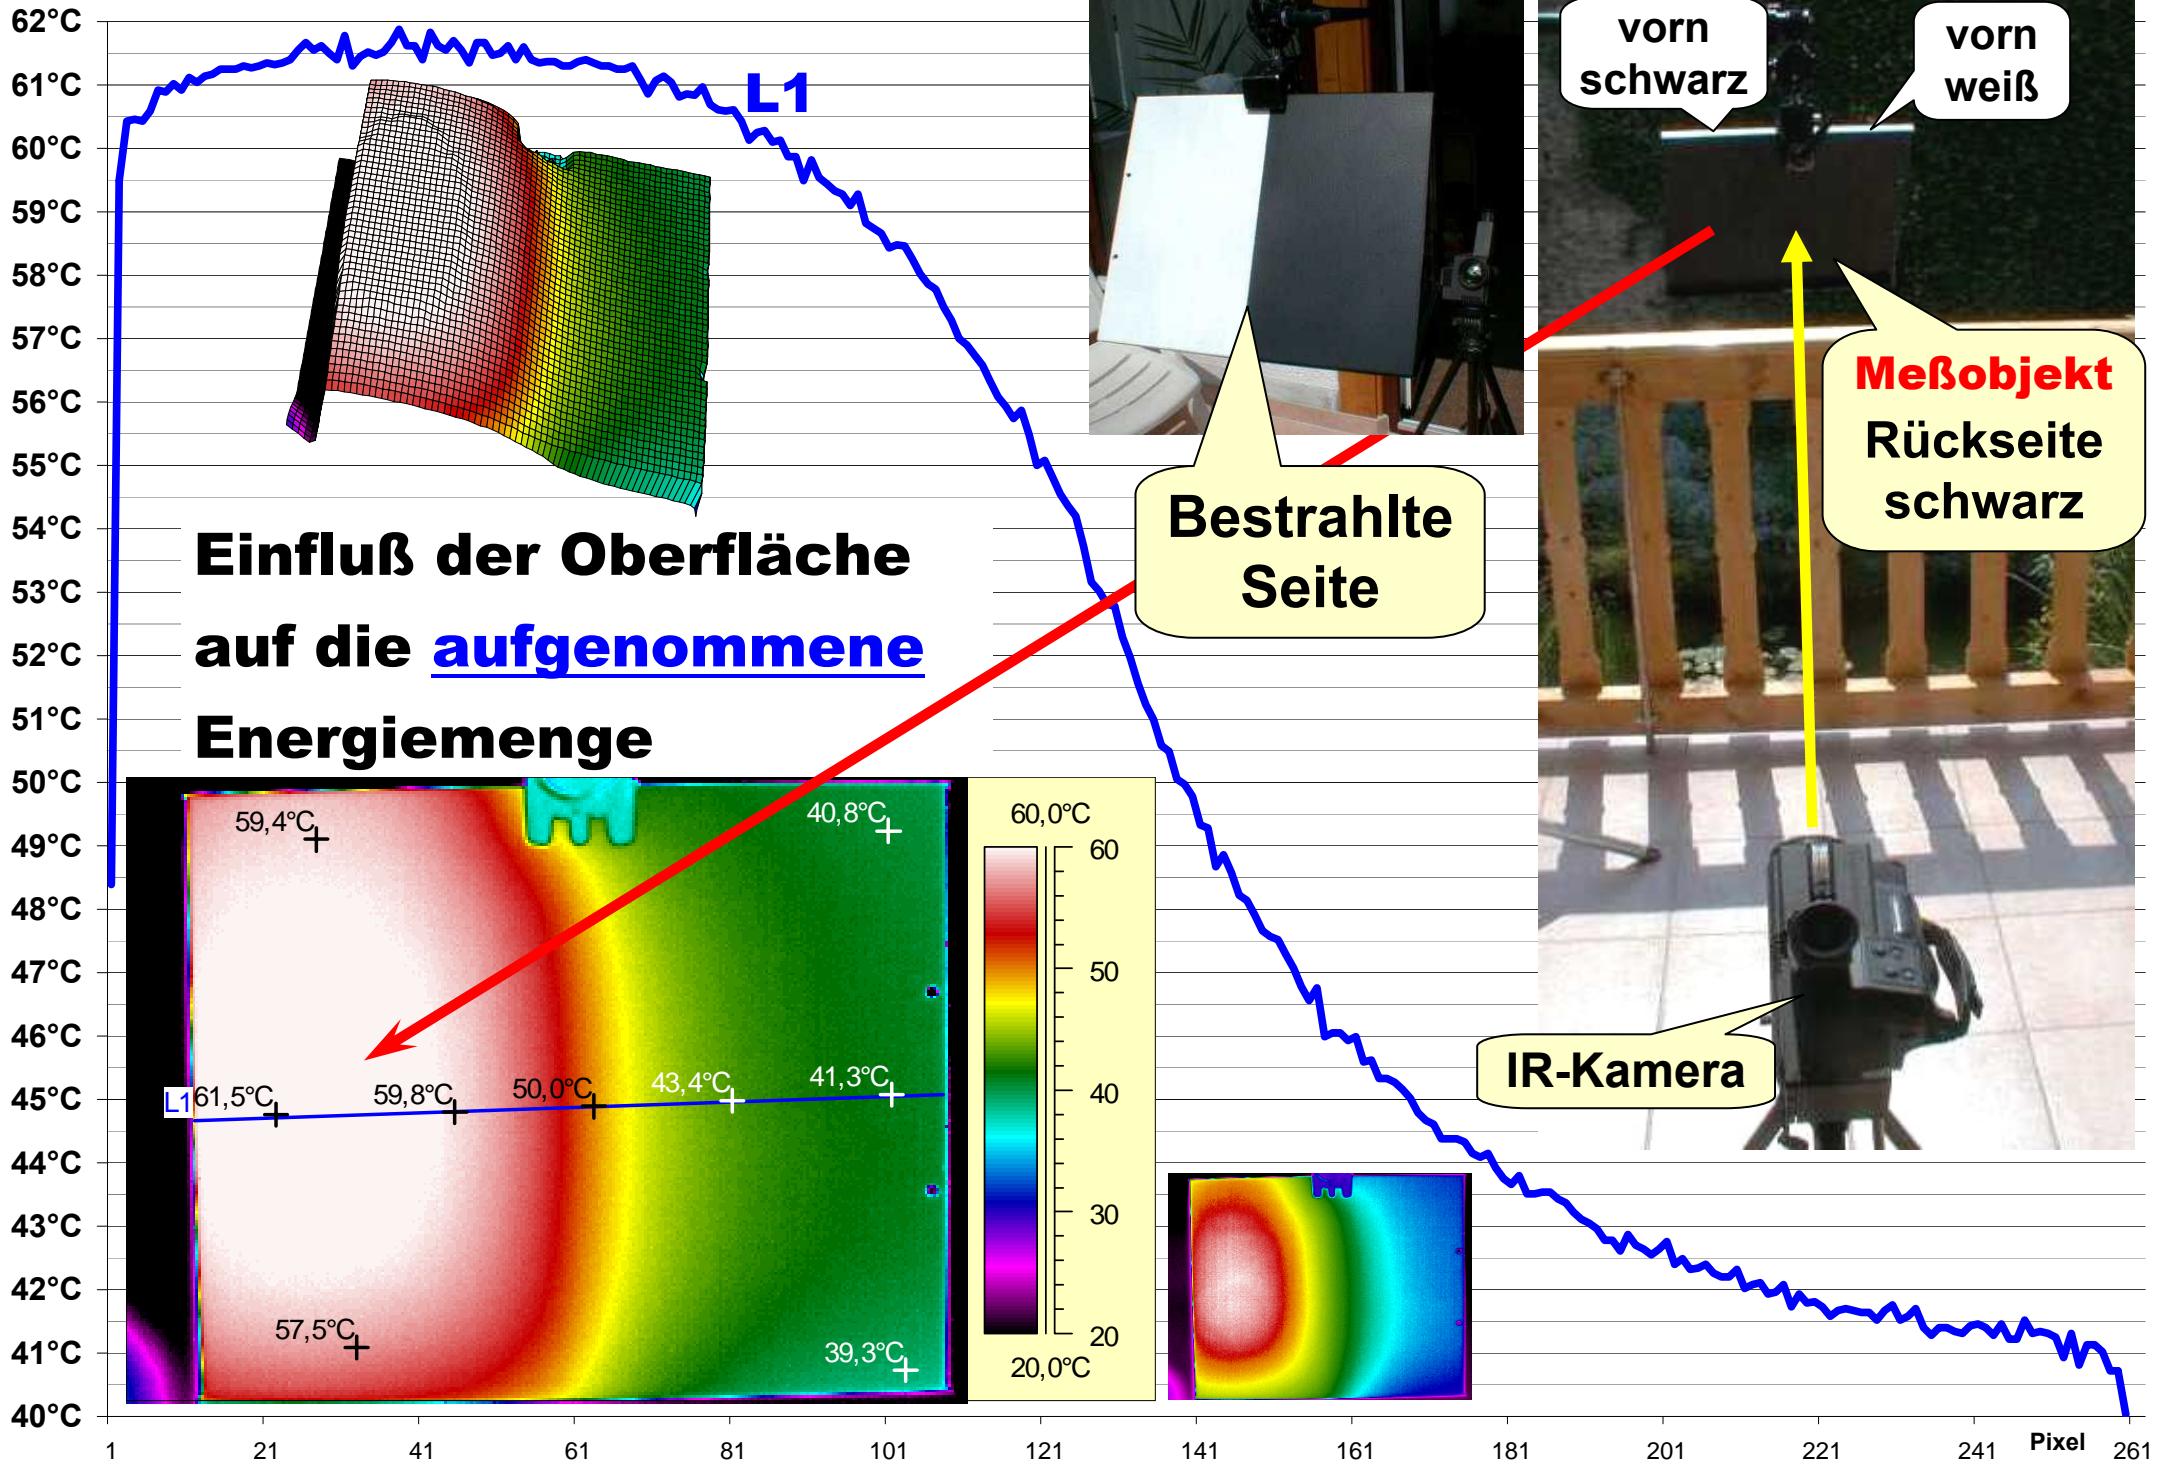 62°C
61°C
60°C
59°C
58°C
57°C
56°C
55°C
54°C
53°C
52°C
51°C
50°C
49°C
48°C
47°C
46°C
45°C
44°C
43°C
42°C
41°C
40°C
L1
vorn
schwarz
vorn
weiß
Meßobjekt
Rückseite
schwarz
Bestrahlte
Seite
Einfluß der Oberfläche
auf die aufgenommene
Energiemenge
59,4°C
40,8°C
L1
61,5°C
59,8°C
50,0°C
43,4°C
41,3°C
57,5°C
39,3°C
60,0°C
60
50
40
30
20
20,0°C
IR-Kamera
1
21
41
61
81
101
121
141
161
181
201
221
241
Pixel
261